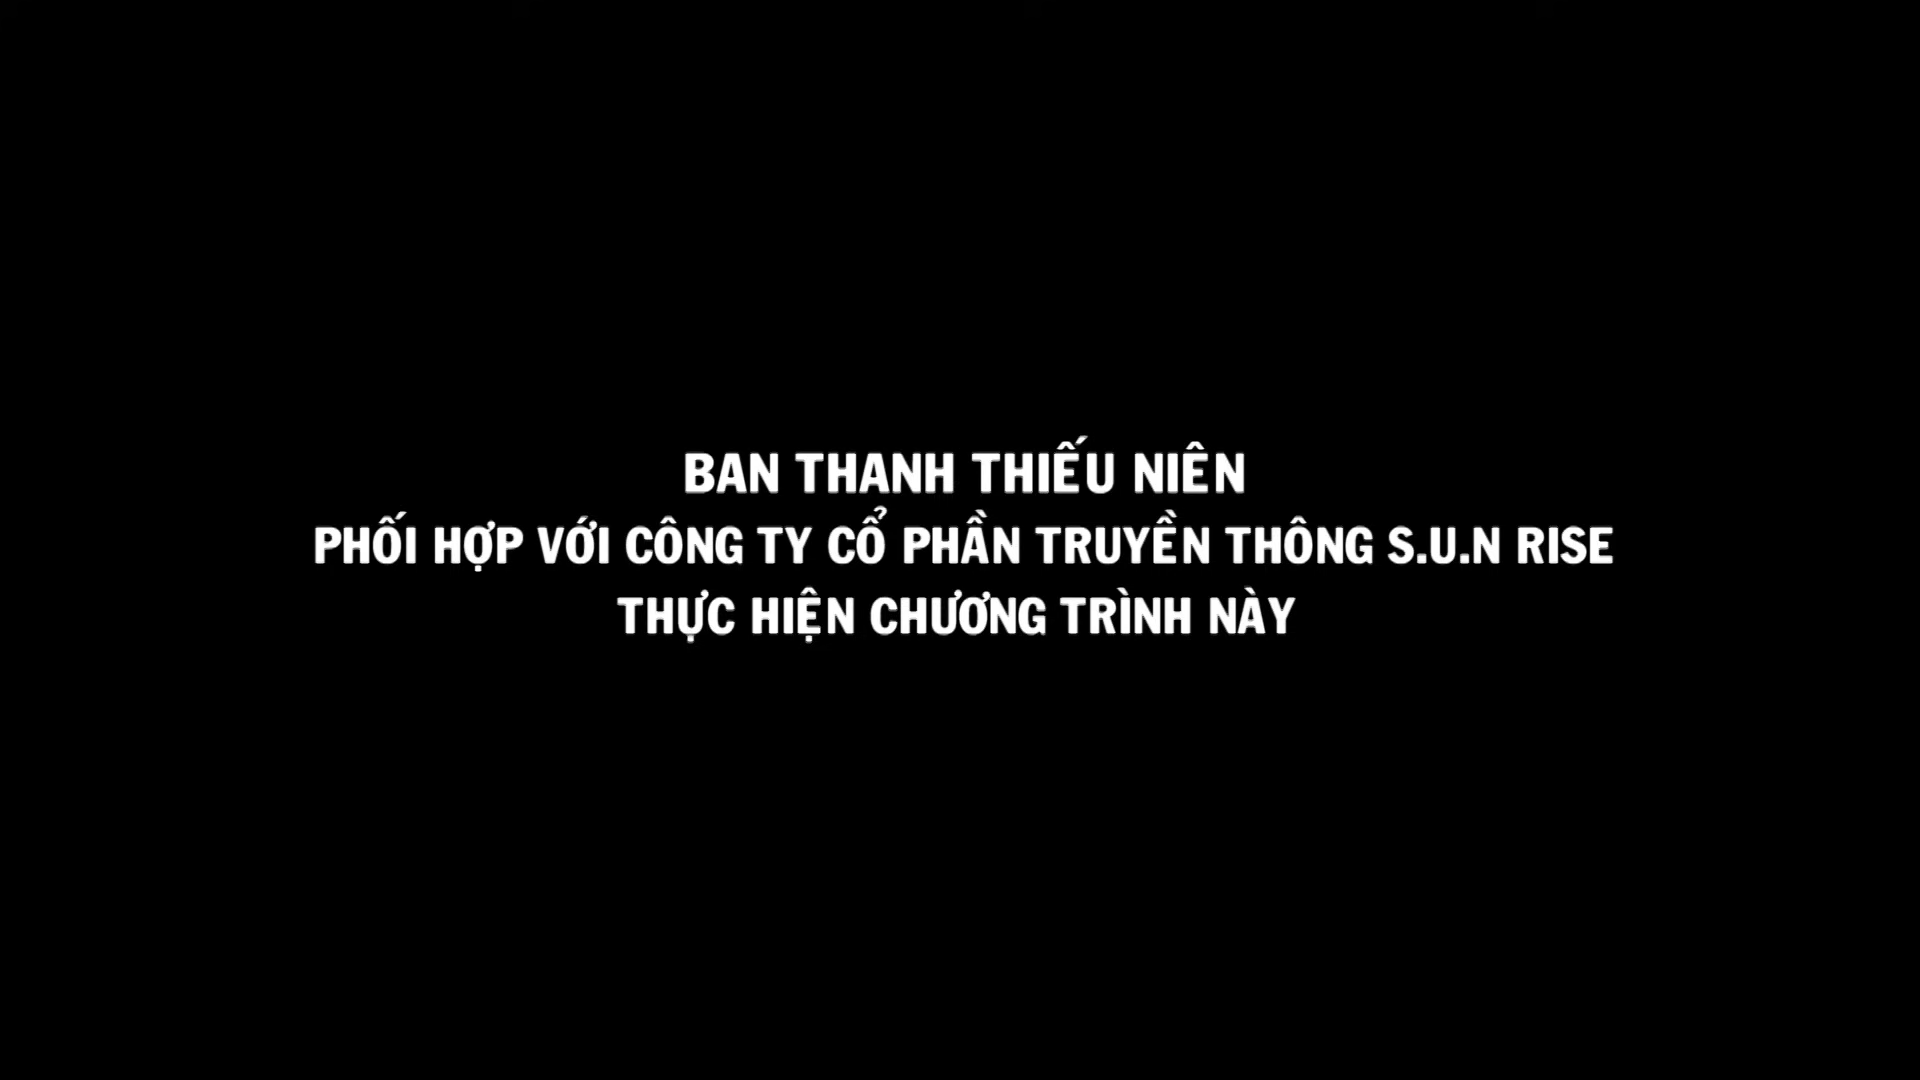 BAN THANH THIẾU NIÊN
PHỐI HỢP VỚI CÔNG TY CỔ PHẦN TRUYỀN THÔNG S.U.N RISE
THỰC HIỆN CHƯƠNG TRÌNH NÀY